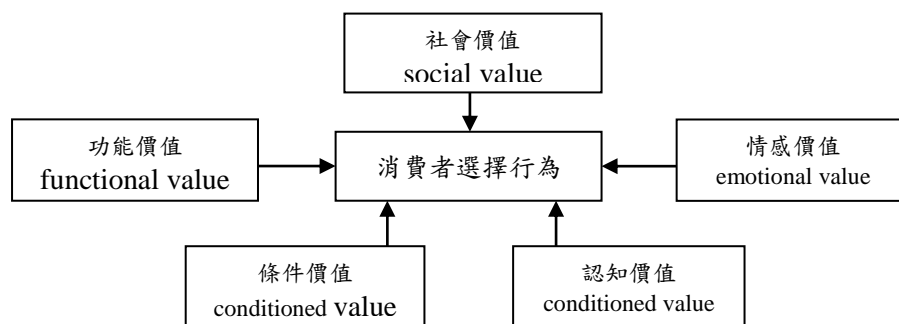 社會價值
social value
功能價值
functional value
消費者選擇行為
情感價值
emotional value
條件價值
conditioned value
認知價值
conditioned value